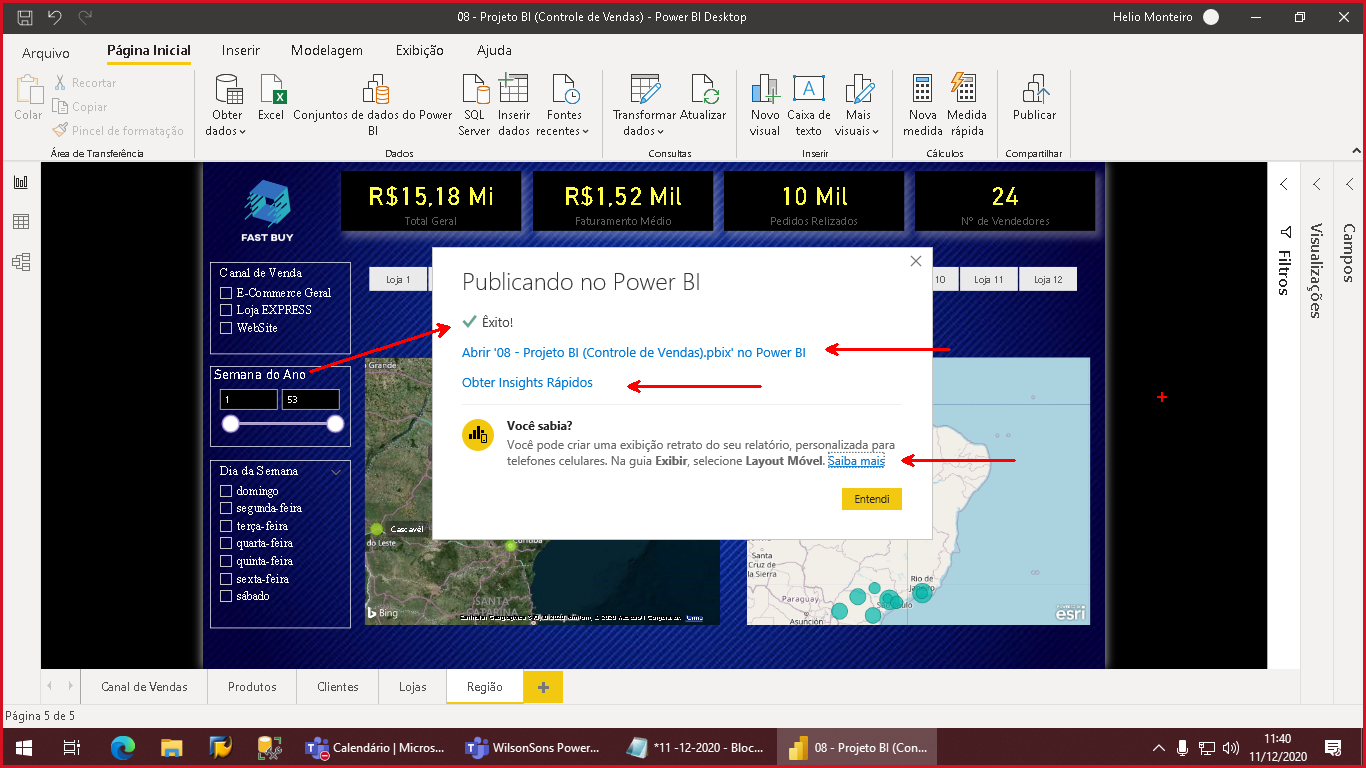 08 - Projeto BI (Controle de Vendas) - Power BI Desktop
Helio Monteiro
Arquivo
Página Inicial
Inserir
Modelagem
Exibição
Ajuda
Colar
Recortar
Copiar
Pincel de formatação
Área de Transferência
Obter dados
Excel
Conjuntos de dados do Power BI
SQL Server
Inserir dados
Fontes recentes
Dados
Transformar dados
Atualizar
Consultas
Novo visual
Caixa de texto
Mais visuais
Inserir
Nova medida
Medida rápida
Cálculos
Publicar
Compartilhar
FAST BUY
R$15,18 Mi
Total Geral
R$1,52 Mil
Faturamento Médio
10 Mil
Pedidos Relizados
24
Nº de Vendedores
Canal de Venda
E-Commerce Geral
Loja EXPRESS
WebSite
Semana do Ano
1
53
Dia da Semana
domingo
segunda-feira
terça-feira
quarta-feira
quinta-feira
sexta-feira
sábado
Loja 1
10
Loja 11
Loja 12
Publicando no Power BI
Êxito!
Abrir '08 - Projeto BI (Controle de Vendas).pbix' no Power BI
Obter Insights Rápidos
Você sabia?
Você pode criar uma exibição retrato do seu relatório, personalizada para
telefones celulares. Na guia Exibir, selecione Layout Móvel. Saiba mais
Entendi
Grande
Cascavel
do Leste
Curitiba
SANTA
CATARINA
Bing
Santa
Cruz de
la Sierra
Paraguay
Asunción
Rio de
Janeiro
São Paulo
esri
Filtros
Visualizações
Campos
Canal de Vendas
Produtos
Clientes
Lojas
Região
Página 5 de 5
Calendário | Micros...
WilsonSons Power...
*11 -12-2020 - Bloc...
08 - Projeto BI (Con...
11:40
11/12/2020